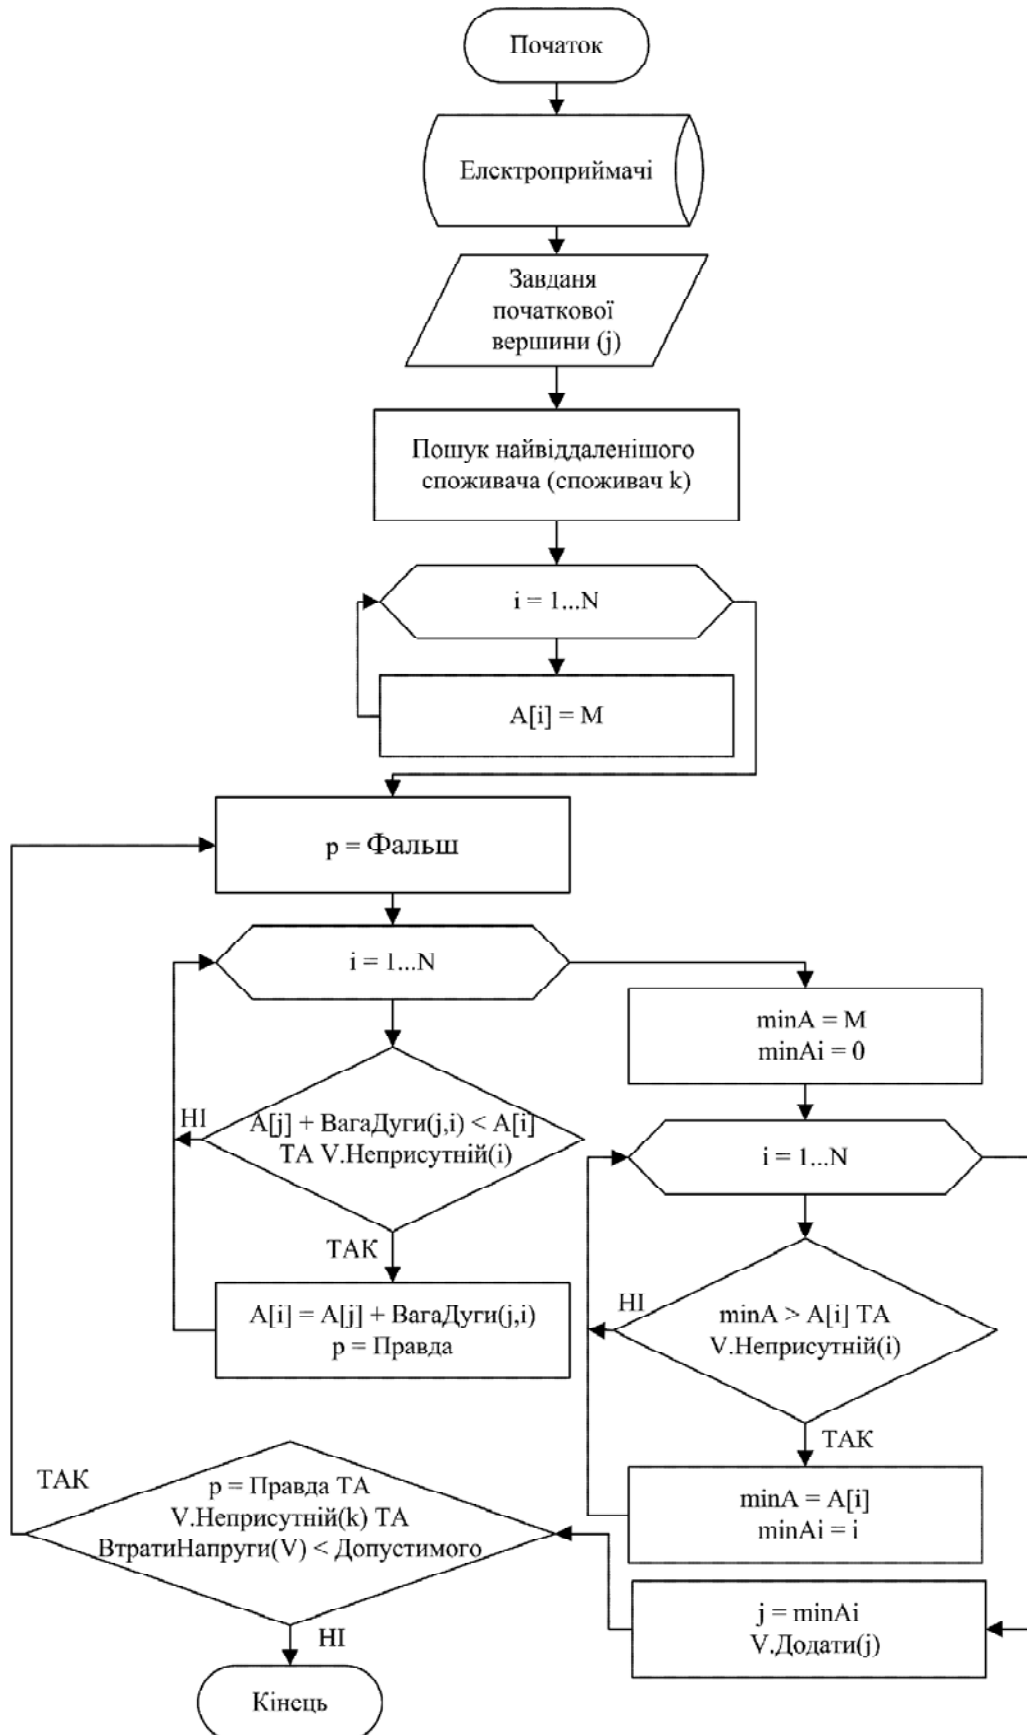 Початок
Електроприймачі
Завданя
початкової
вершини (j)
Пошук найвіддаленішого
споживача (споживач k)
i = 1...N
A[i] = M
p = Фальш
i = 1...N
minA = M
minAi = 0
НІ
A[j] + ВагаДуги(j,i) < A[i]
ТА V.Неприсутній(i)
i = 1...N
ТАК
A[i] = A[j] + ВагаДуги(j,i)
p = Правда
НІ
minA > A[i] ТА
V.Неприсутній(i)
ТАК
ТАК
p = Правда ТА
V.Неприсутній(k) ТА
ВтратиНапруги(V) < Допустимого
minA = A[i]
minAi = i
j = minAi
V.Додати(j)
НІ
Кінець